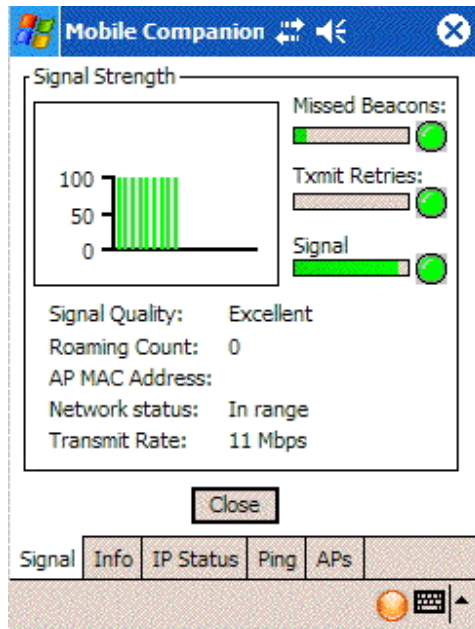 Mobile Companion
Signal Strength
Missed Beacons:
Txmit Retries:
Signal
100
50
0
Signal Quality: Excellent
Roaming Count: 0
AP MAC Address:
Network status: In range
Transmit Rate: 11 Mbps
Close
Signal Info IP Status Ping APs